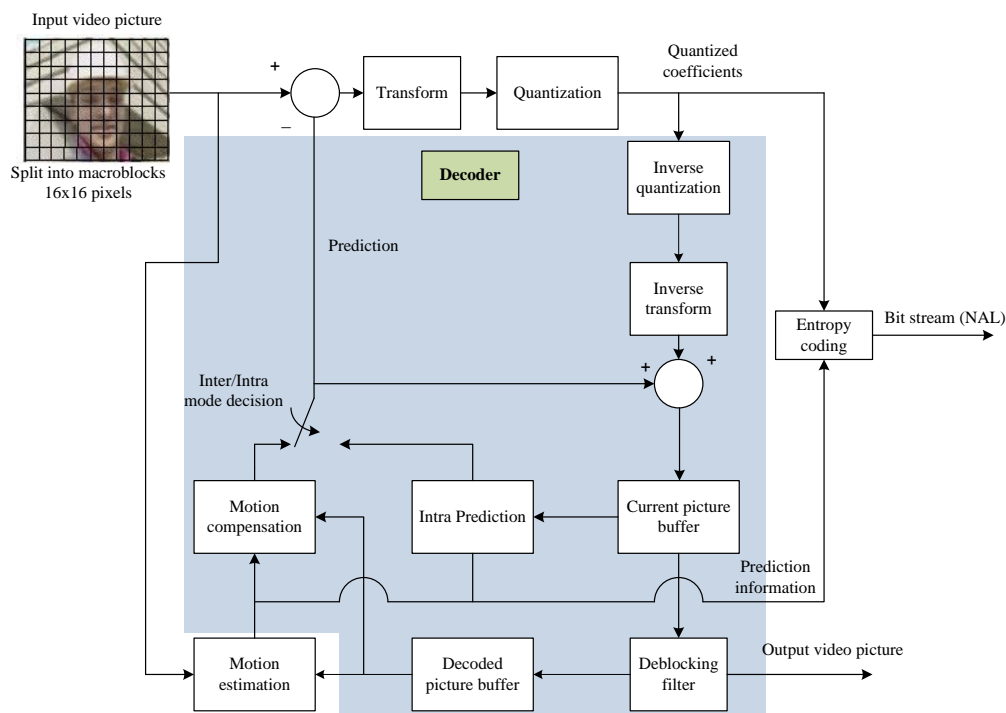 Input video picture
Split into macroblocks
16x16 pixels
+
–
Transform
Quantization
Quantized
coefficients
Decoder
Inverse
quantization
Prediction
Inverse
transform
Entropy
coding
Bit stream (NAL)
+
+
Inter/Intra
mode decision
Motion
compensation
Intra Prediction
Current picture
buffer
Prediction
information
Motion
estimation
Decoded
picture buffer
Deblocking
filter
Output video picture